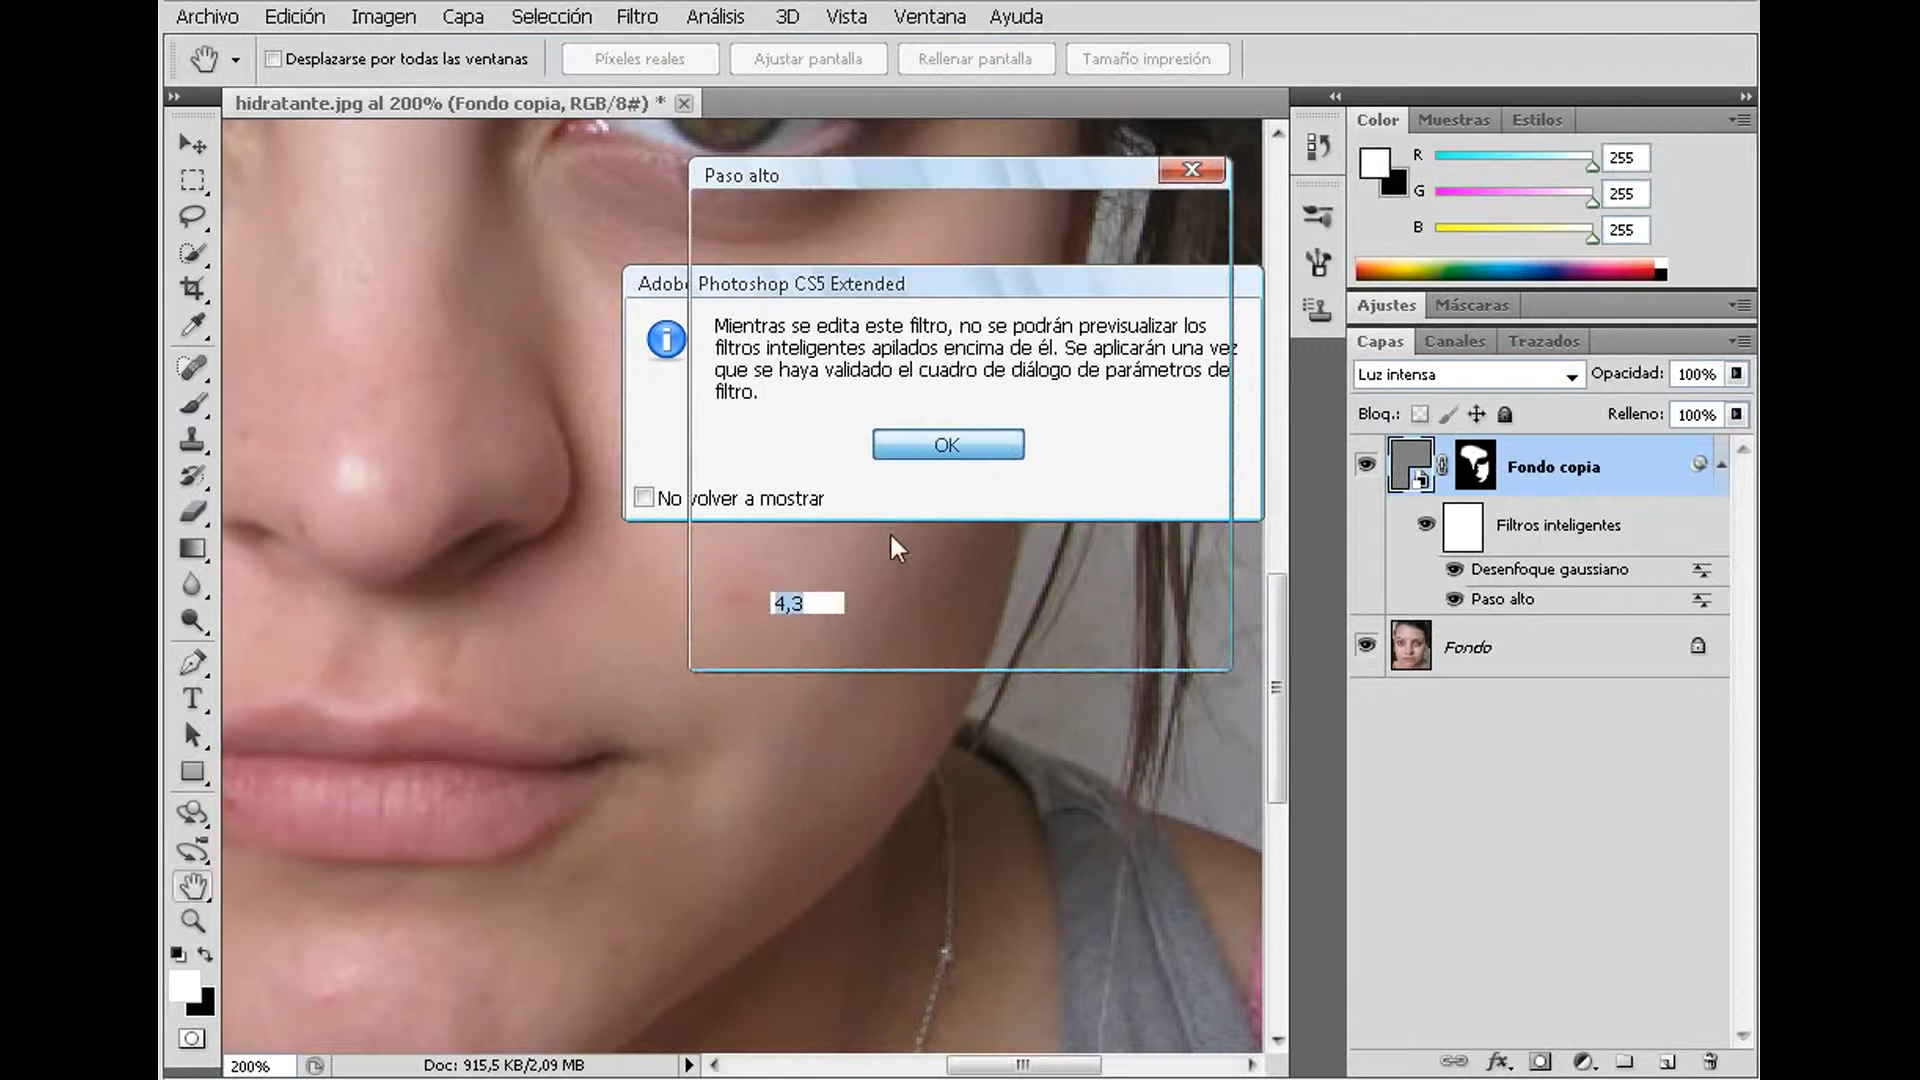 Archivo Edición Imagen Capa Selección Filtro Análisis 3D Vista Ventana Ayuda
Desplazarse por todas las ventanas Píxeles reales Ajustar pantalla Rellenar pantalla Tamaño impresión
hidratante.jpg al 200% (Fondo copia, RGB/8#) *
Paso alto
Adobe Photoshop CS5 Extended
Mientras se edita este filtro, no se podrán previsualizar los
filtros inteligentes apilados encima de él. Se aplicarán una vez
que se haya validado el cuadro de diálogo de parámetros de
filtro.
OK
No volver a mostrar
4,3
Color Muestras Estilos
R 255
G 255
B 255
Ajustes Máscaras
Capas Canales Trazados
Luz intensa Opacidad: 100%
Bloq.: Relleno: 100%
Fondo copia
Filtros inteligentes
Desenfoque gaussiano
Paso alto
Fondo
200% Doc: 915,5 KB/2,09 MB